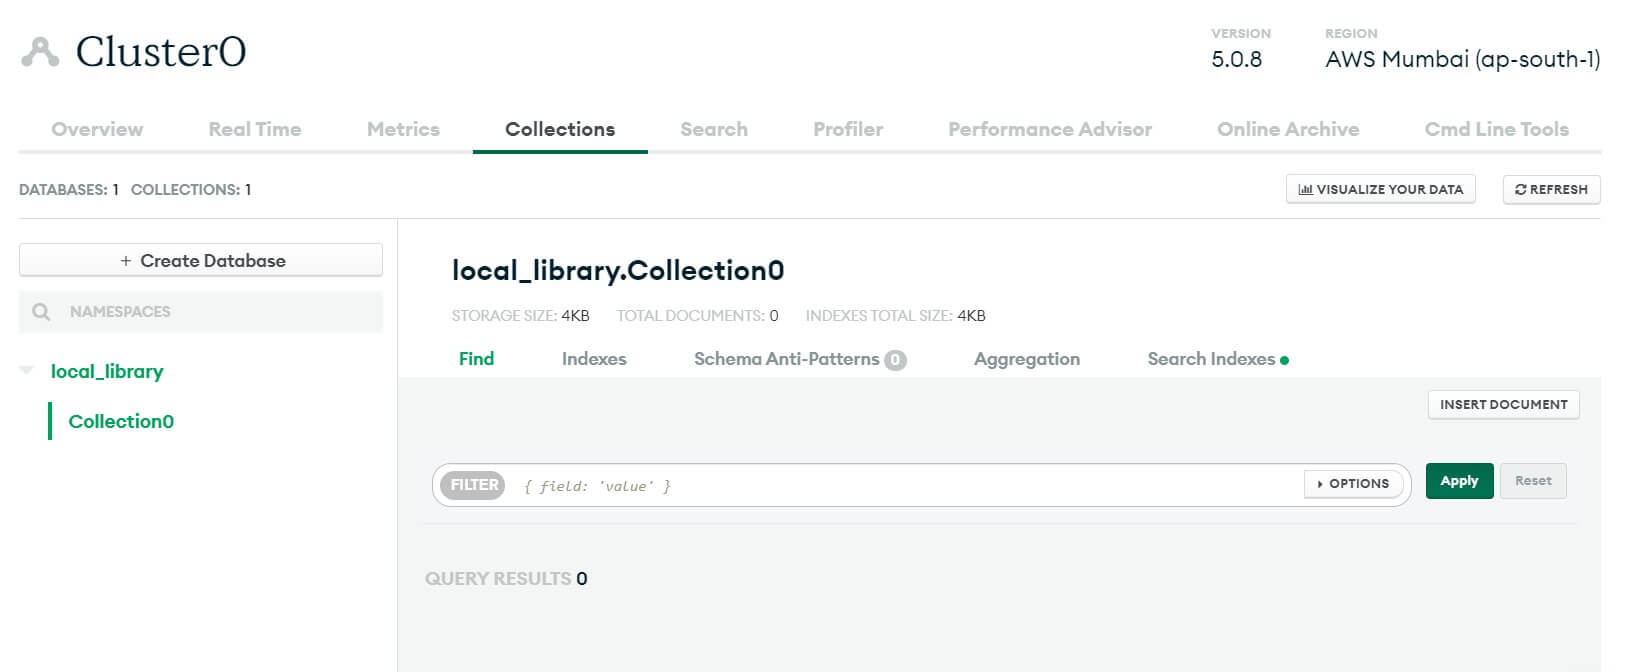 Cluster0
VERSION
5.0.8
REGION
AWS Mumbai (ap-south-1)
Overview Real Time Metrics Collections Search Profiler Performance Advisor Online Archive Cmd Line Tools
DATABASES: 1 COLLECTIONS: 1
VISUALIZE YOUR DATA
REFRESH
+ Create Database
NAMESPACES
local_library
Collection0
local_library.Collection0
STORAGE SIZE: 4KB TOTAL DOCUMENTS: 0 INDEXES TOTAL SIZE: 4KB
Find Indexes Schema Anti-Patterns 0 Aggregation Search Indexes
INSERT DOCUMENT
FILTER { field: 'value' } OPTIONS Apply Reset
QUERY RESULTS 0